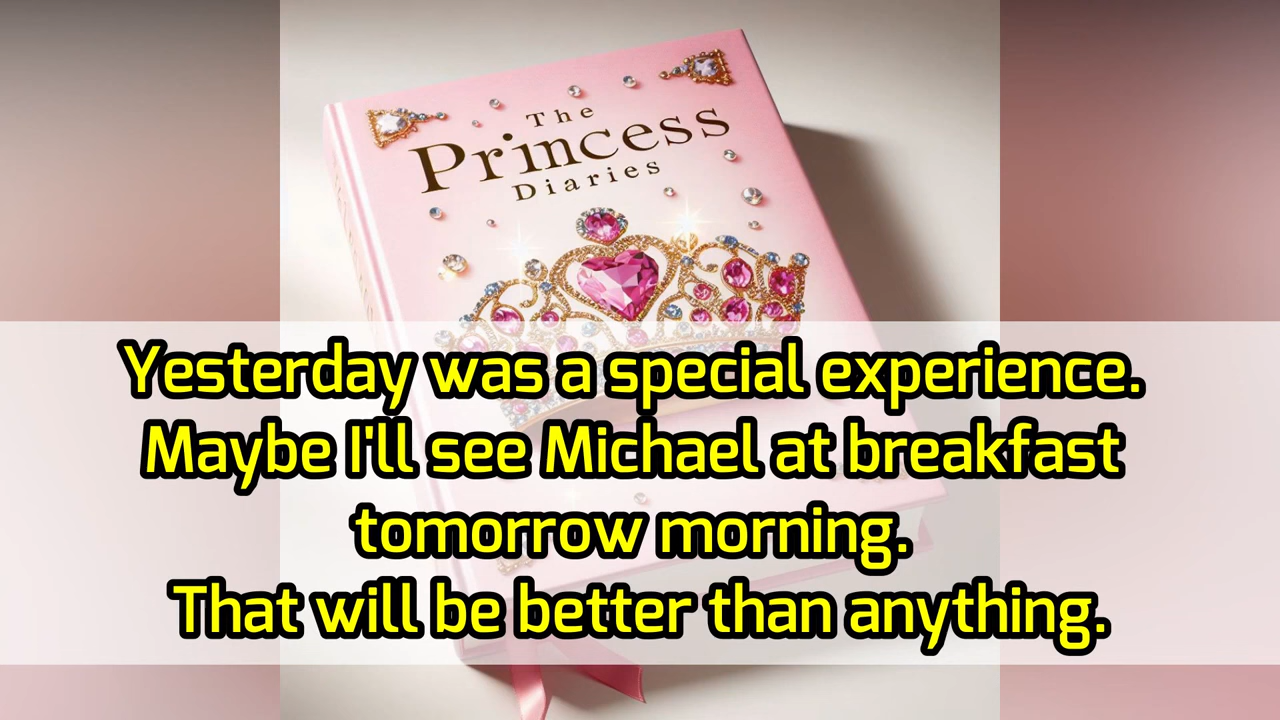 The
Princess
Diaries
Yesterday was a special experience.
Maybe I'll see Michael at breakfast
tomorrow morning.
That will be better than anything.